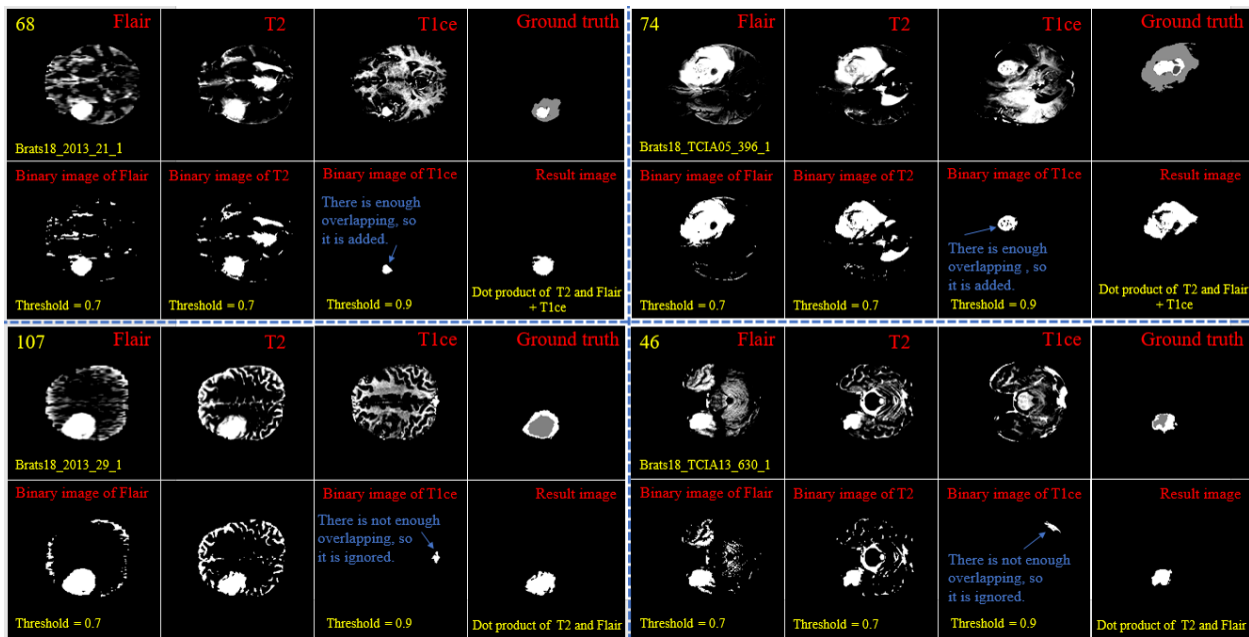 68
Flair
T2
T1ce
Ground truth
Brats18_2013_21_1
Binary image of Flair
Binary image of T2
Binary image of T1ce
Result image
There is enough
overlapping, so
it is added.
Threshold = 0.7
Threshold = 0.7
Threshold = 0.9
Dot product of T2 and Flair
+ T1ce
74
Flair
T2
T1ce
Ground truth
Brats18_TCIA05_396_1
Binary image of Flair
Binary image of T2
Binary image of T1ce
Result image
There is enough
overlapping , so
it is added.
Threshold = 0.7
Threshold = 0.7
Threshold = 0.9
Dot product of T2 and Flair
+ T1ce
107
Flair
T2
T1ce
Ground truth
Brats18_2013_29_1
Binary image of Flair
Binary image of T1ce
Result image
There is not enough
overlapping, so
it is ignored.
Threshold = 0.7
Threshold = 0.9
Dot product of T2 and Flair
46
Flair
T2
T1ce
Ground truth
Brats18_TCIA13_630_1
Binary image of Flair
Binary image of T2
Binary image of T1ce
Result image
There is not enough
overlapping, so
it is ignored.
Threshold = 0.7
Threshold = 0.7
Threshold = 0.9
Dot product of T2 and Flair